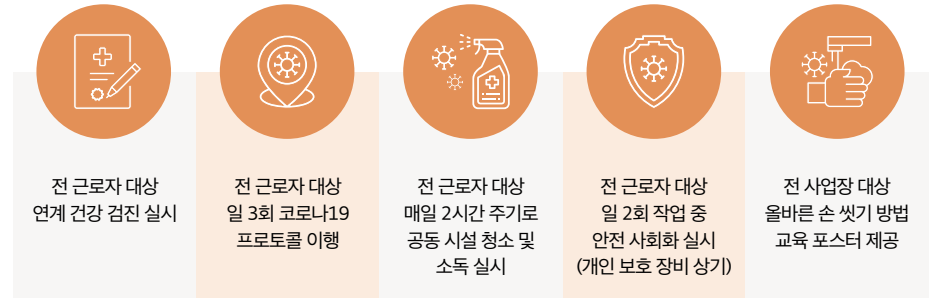 전 근로자 대상
연계 건강 검진 실시
전 근로자 대상
일 3회 코로나19
프로토콜 이행
전 근로자 대상
매일 2시간 주기로
공동 시설 청소 및
소독 실시
전 근로자 대상
일 2회 작업 중
안전 사회화 실시
(개인 보호 장비 상기)
전 사업장 대상
올바른 손 씻기 방법
교육 포스터 제공